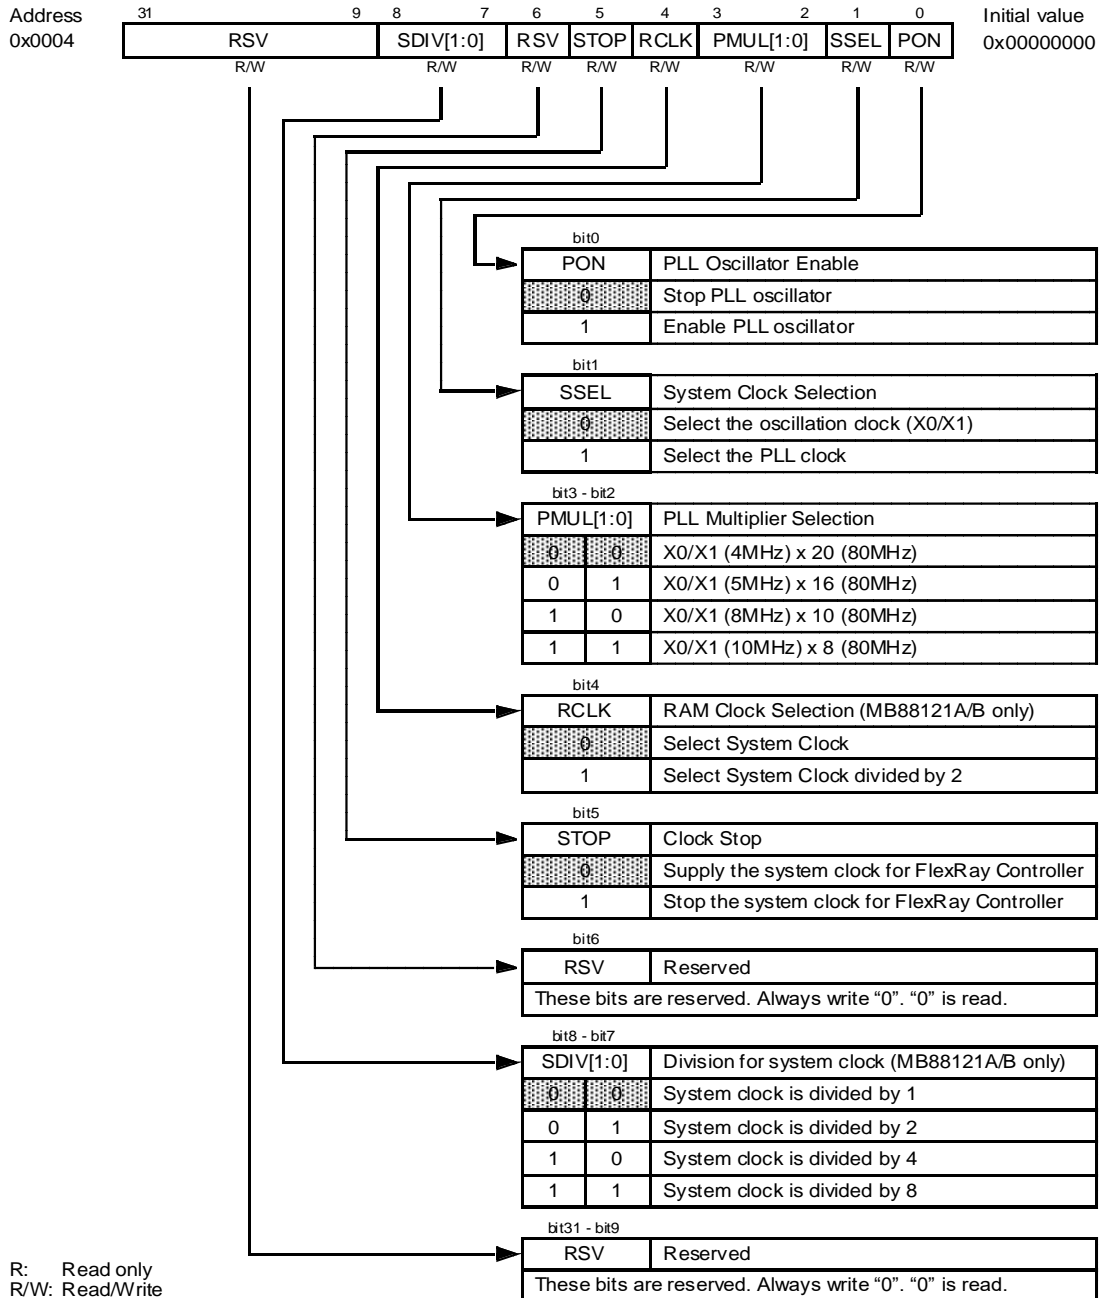 Address 31 9 8 7 6 5 4 3 2 1 0 Initial value
0x0004 RSV SDIV[1:0] RSV STOP RCLK PMUL[1:0] SSEL PON 0x00000000
R/W R/W R/W R/W R/W R/W R/W R/W
bit0
PON PLL Oscillator Enable
0 Stop PLL oscillator
1 Enable PLL oscillator
bit1
SSEL System Clock Selection
0 Select the oscillation clock (X0/X1)
1 Select the PLL clock
bit3 - bit2
PMUL[1:0] PLL Multiplier Selection
0 0 X0/X1 (4MHz) x 20 (80MHz)
0 1 X0/X1 (5MHz) x 16 (80MHz)
1 0 X0/X1 (8MHz) x 10 (80MHz)
1 1 X0/X1 (10MHz) x 8 (80MHz)
bit4
RCLK RAM Clock Selection (MB88121A/B only)
0 Select System Clock
1 Select System Clock divided by 2
bit5
STOP Clock Stop
0 Supply the system clock for FlexRay Controller
1 Stop the system clock for FlexRay Controller
bit6
RSV Reserved
These bits are reserved. Always write “0”. “0” is read.
bit8 - bit7
SDIV[1:0] Division for system clock (MB88121A/B only)
0 0 System clock is divided by 1
0 1 System clock is divided by 2
1 0 System clock is divided by 4
1 1 System clock is divided by 8
bit31 - bit9
RSV Reserved
These bits are reserved. Always write “0”. “0” is read.
R: Read only
R/W: Read/Write